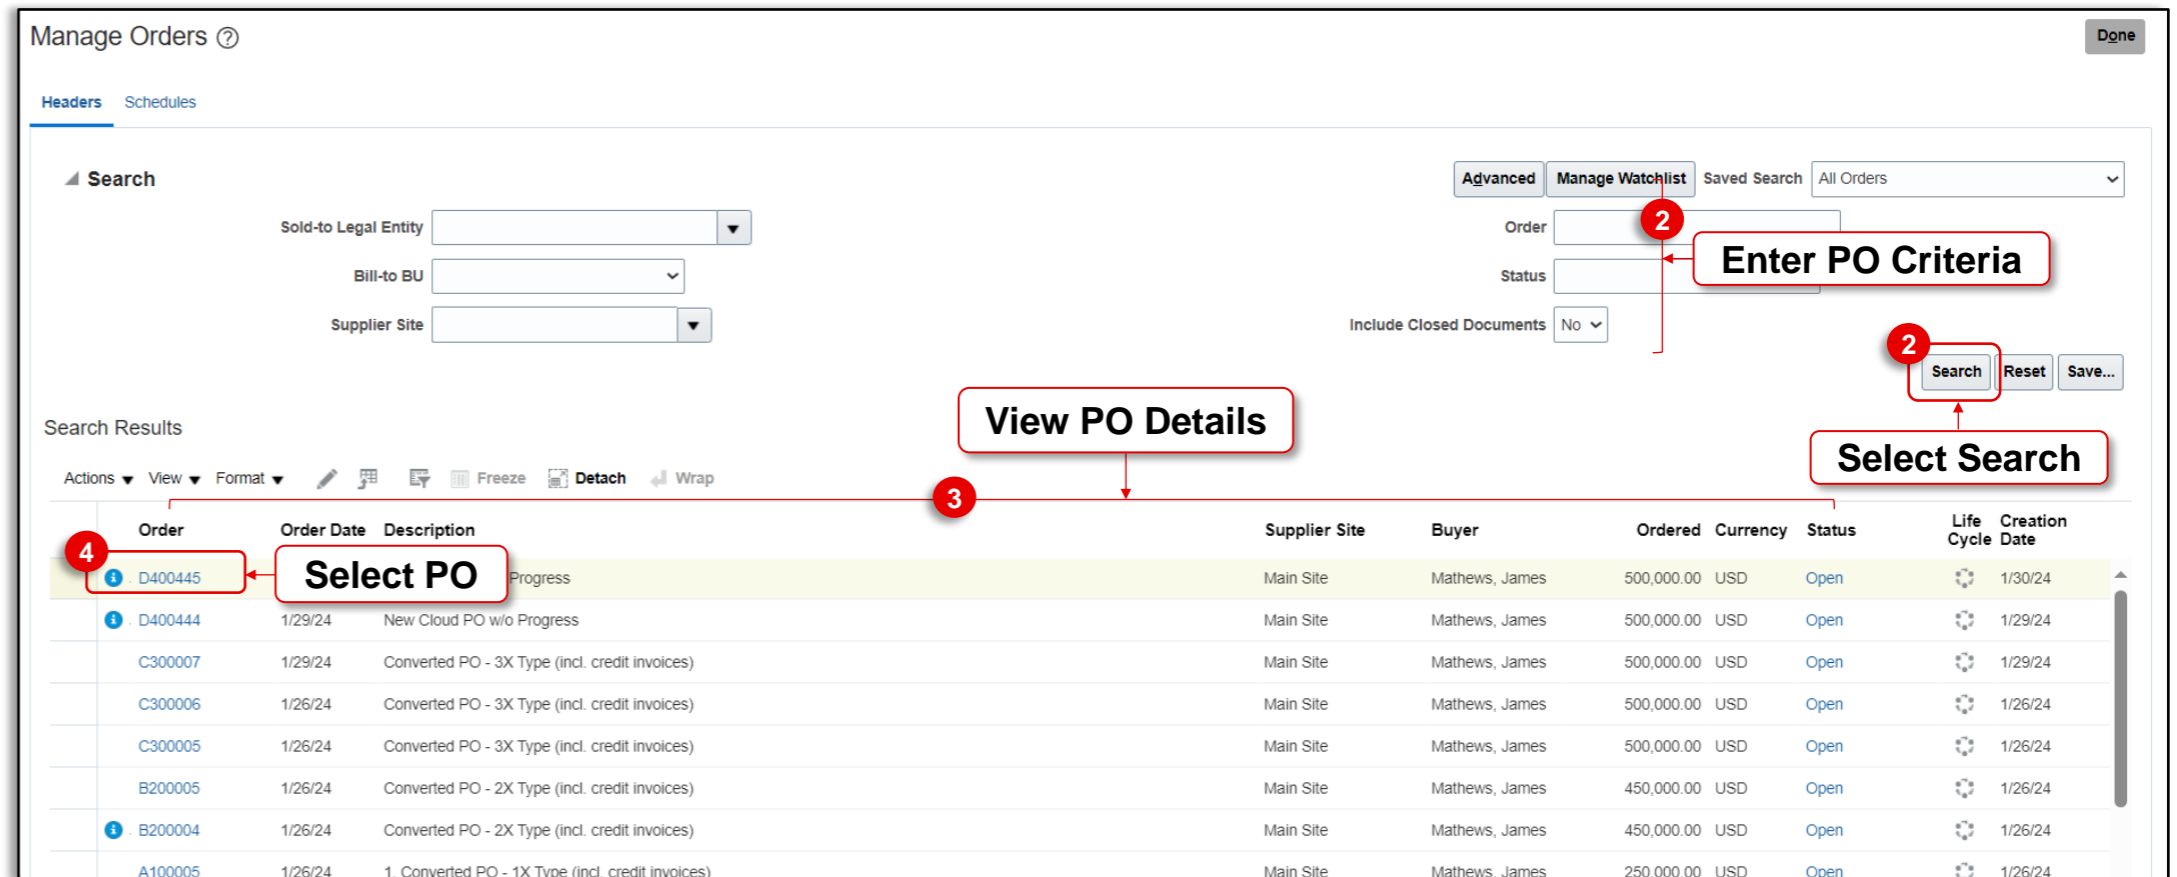 Manage Orders ?
Done
Headers Schedules
Search
Advanced Manage Watchlist Saved Search All Orders
Sold-to Legal Entity
Order
2
Enter PO Criteria
Bill-to BU
Status
Supplier Site
Include Closed Documents No
2
Search Reset Save...
View PO Details
Select Search
Search Results
Actions View Format Freeze Detach Wrap
3
Order Order Date Description Supplier Site Buyer Ordered Currency Status Life Cycle Creation Date
4
Select PO
D400445 Progress Main Site Mathews, James 500,000.00 USD Open 1/30/24
D400444 1/29/24 New Cloud PO w/o Progress Main Site Mathews, James 500,000.00 USD Open 1/29/24
C300007 1/29/24 Converted PO - 3X Type (incl. credit invoices) Main Site Mathews, James 500,000.00 USD Open 1/29/24
C300006 1/26/24 Converted PO - 3X Type (incl. credit invoices) Main Site Mathews, James 500,000.00 USD Open 1/26/24
C300005 1/26/24 Converted PO - 3X Type (incl. credit invoices) Main Site Mathews, James 500,000.00 USD Open 1/26/24
B200005 1/26/24 Converted PO - 2X Type (incl. credit invoices) Main Site Mathews, James 450,000.00 USD Open 1/26/24
B200004 1/26/24 Converted PO - 2X Type (incl. credit invoices) Main Site Mathews, James 450,000.00 USD Open 1/26/24
A100005 1/26/24 1. Converted PO - 1X Type (incl. credit invoices) Main Site Mathews, James 250,000.00 USD Open 1/26/24